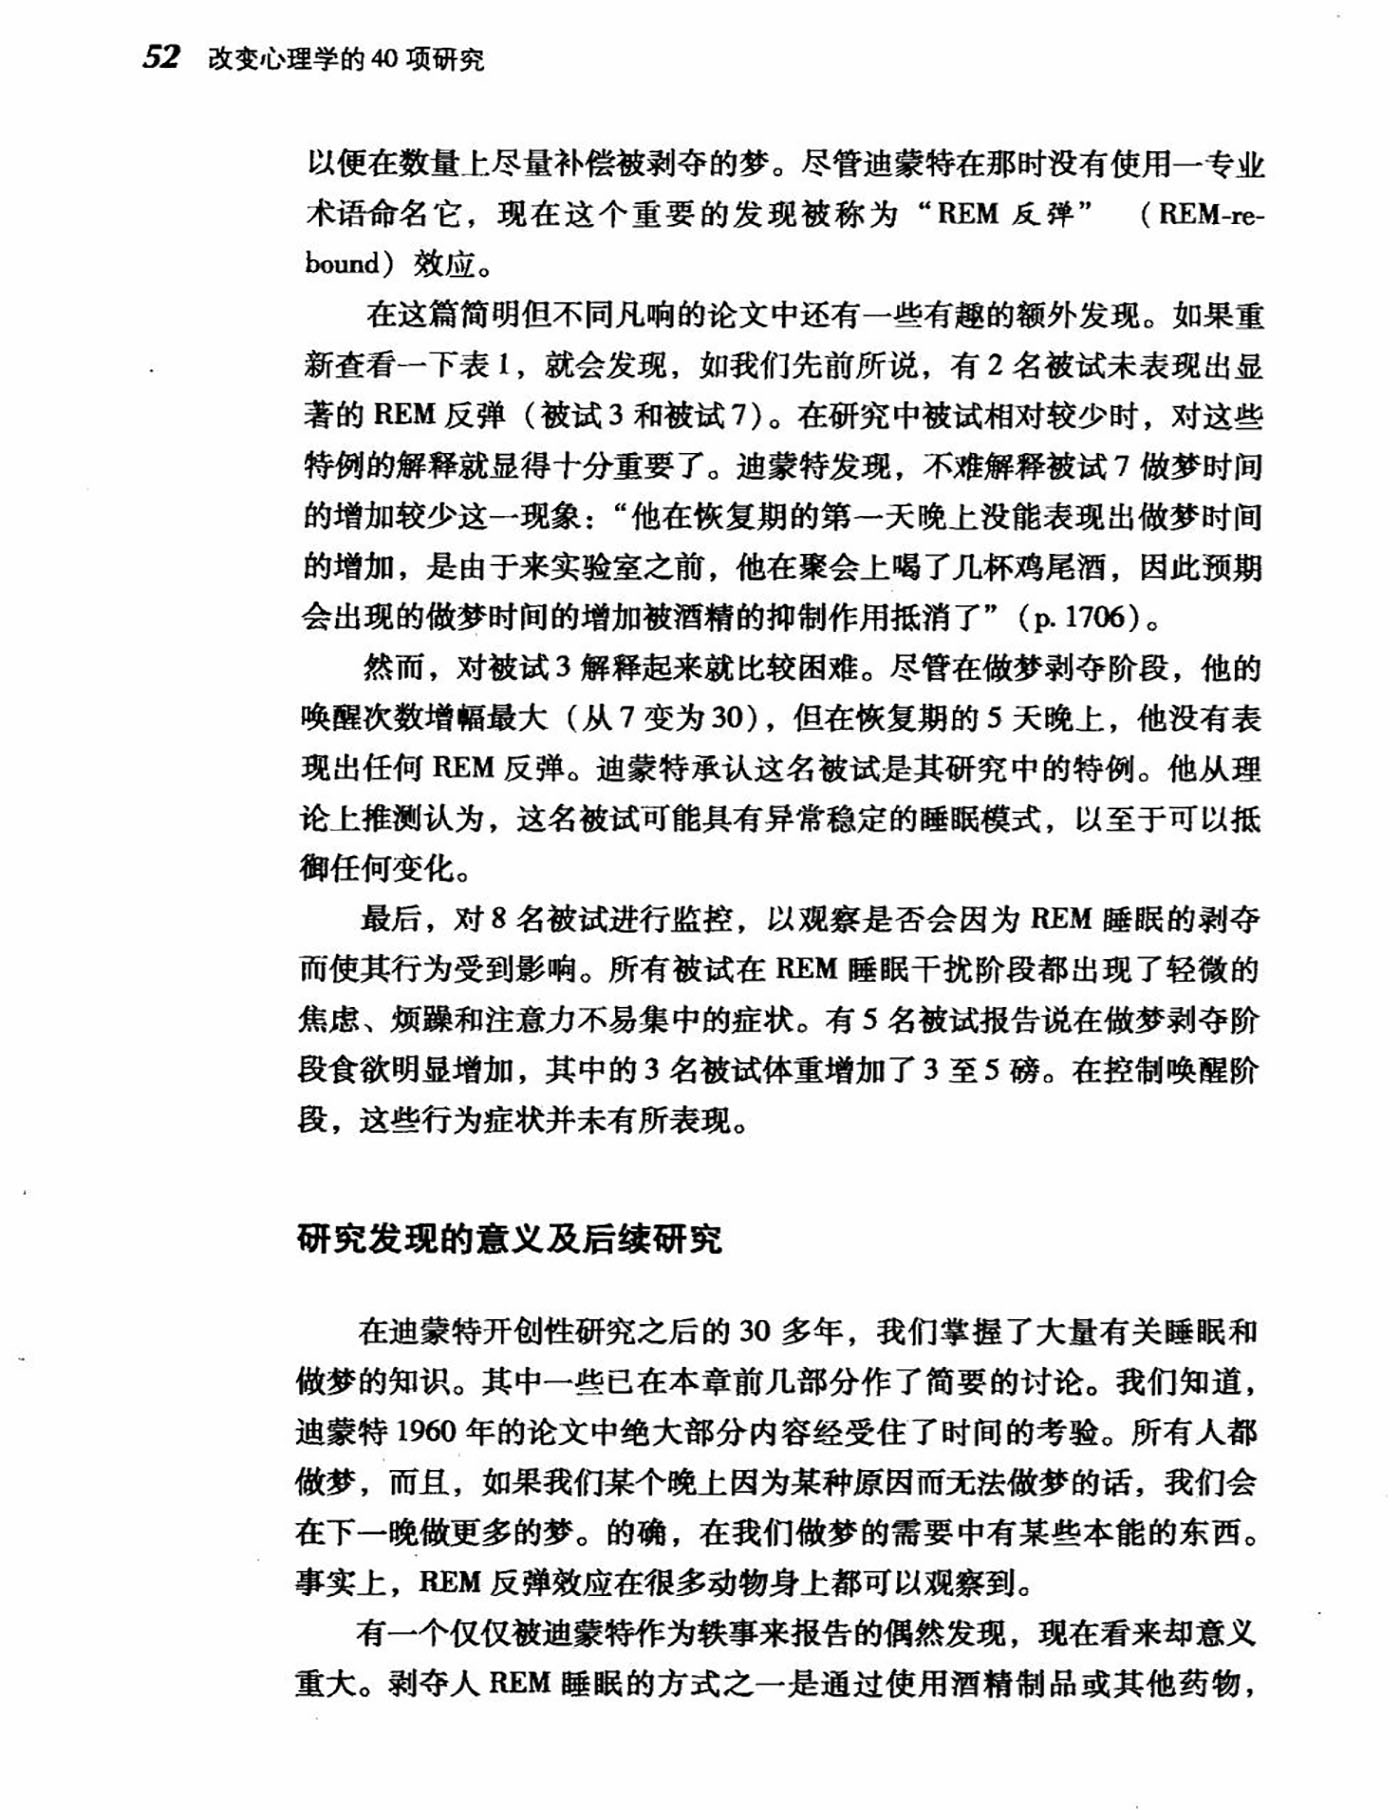 52 改变心理学的 40 项研究
以便在数量上尽量补偿被剥夺的梦。尽管迪蒙特在那时没有使用一专业
术语命名它，现在这个重要的发现被称为“REM 反弹” （REM-re-
bound）效应。
在这篇简明但不同凡响的论文中还有一些有趣的额外发现。如果重
新查看一下表 1，就会发现，如我们先前所说，有 2 名被试未表现出显
著的 REM 反弹（被试 3 和被试 7）。在研究中被试相对较少时，对这些
特例的解释就显得十分重要了。迪蒙特发现，不难解释被试 7 做梦时间
的增加较少这一现象：“他在恢复期的第一天晚上没能表现出做梦时间
的增加，是由于来实验室之前，他在聚会上喝了几杯鸡尾酒，因此预期
会出现的做梦时间的增加被酒精的抑制作用抵消了”（p. 1706）。
然而，对被试 3 解释起来就比较困难。尽管在做梦剥夺阶段，他的
唤醒次数增幅最大（从 7 变为 30），但在恢复期的 5 天晚上，他没有表
现出任何 REM 反弹。迪蒙特承认这名被试是其研究中的特例。他从理
论上推测认为，这名被试可能具有异常稳定的睡眠模式，以至于可以抵
御任何变化。
最后，对 8 名被试进行监控，以观察是否会因为 REM 睡眠的剥夺
而使其行为受到影响。所有被试在 REM 睡眠干扰阶段都出现了轻微的
焦虑、烦躁和注意力不易集中的症状。有 5 名被试报告说在做梦剥夺阶
段食欲明显增加，其中的 3 名被试体重增加了 3 至 5 磅。在控制唤醒阶
段，这些行为症状并未有所表现。
研究发现的意义及后续研究
在迪蒙特开创性研究之后的 30 多年，我们掌握了大量有关睡眠和
做梦的知识。其中一些已在本章前几部分作了简要的讨论。我们知道，
迪蒙特 1960 年的论文中绝大部分内容经受住了时间的考验。所有人都
做梦，而且，如果我们某个晚上因为某种原因而无法做梦的话，我们会
在下一晚做更多的梦。的确，在我们做梦的需要中有某些本能的东西。
事实上，REM 反弹效应在很多动物身上都可以观察到。
有一个仅仅被迪蒙特作为轶事来报告的偶然发现，现在看来却意义
重大。剥夺人 REM 睡眠的方式之一是通过使用酒精制品或其他药物，